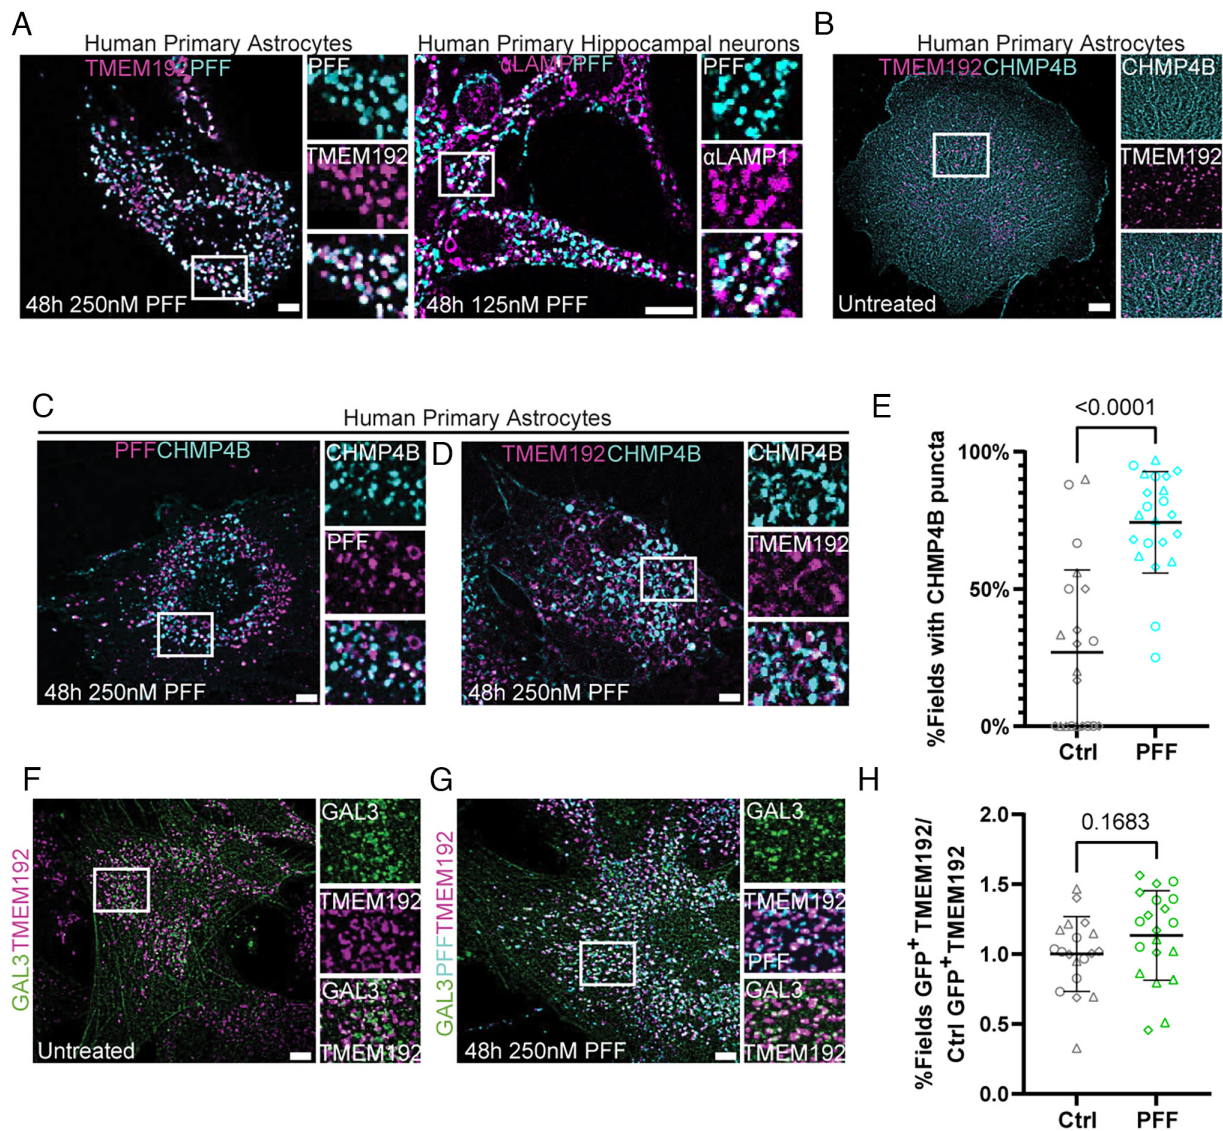 A
Human Primary Astrocytes
TMEM192PFF
PFF
TMEM192
48h 250nM PFF
Human Primary Hippocampal neurons
αLAMP1PFF
PFF
αLAMP1
48h 125nM PFF
B
Human Primary Astrocytes
TMEM192CHMP4B
CHMP4B
TMEM192
Untreated
C
Human Primary Astrocytes
PFFCHMP4B
CHMP4B
PFF
48h 250nM PFF
D
TMEM192CHMP4B
CHMP4B
TMEM192
48h 250nM PFF
E
<0.0001
%Fields with CHMP4B puncta
100%
50%
0%
Ctrl
PFF
F
GAL3TMEM192
GAL3
TMEM192
GAL3
TMEM192
Untreated
G
GAL3PFFTMEM192
GAL3
TMEM192
PFF
GAL3
TMEM192
48h 250nM PFF
H
0.1683
%Fields GFP+ TMEM192/
Ctrl GFP+TMEM192
2.0
1.5
1.0
0.5
0.0
Ctrl
PFF